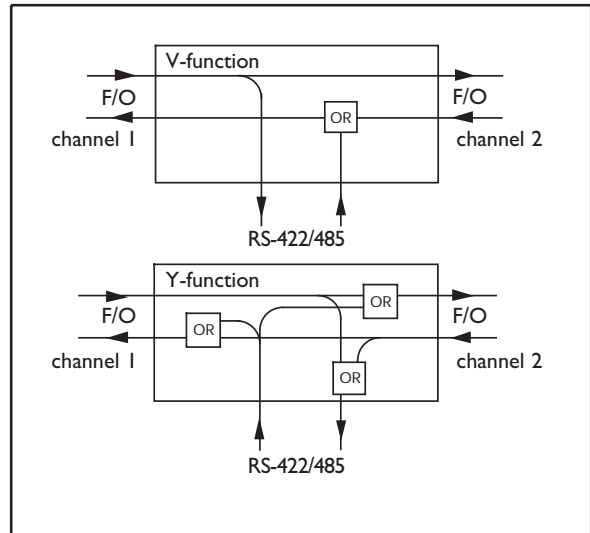 V-function
F/O
F/O
OR
channel 1
channel 2
RS-422/485
Y-function
OR
F/O
F/O
OR
channel 1
channel 2
OR
RS-422/485